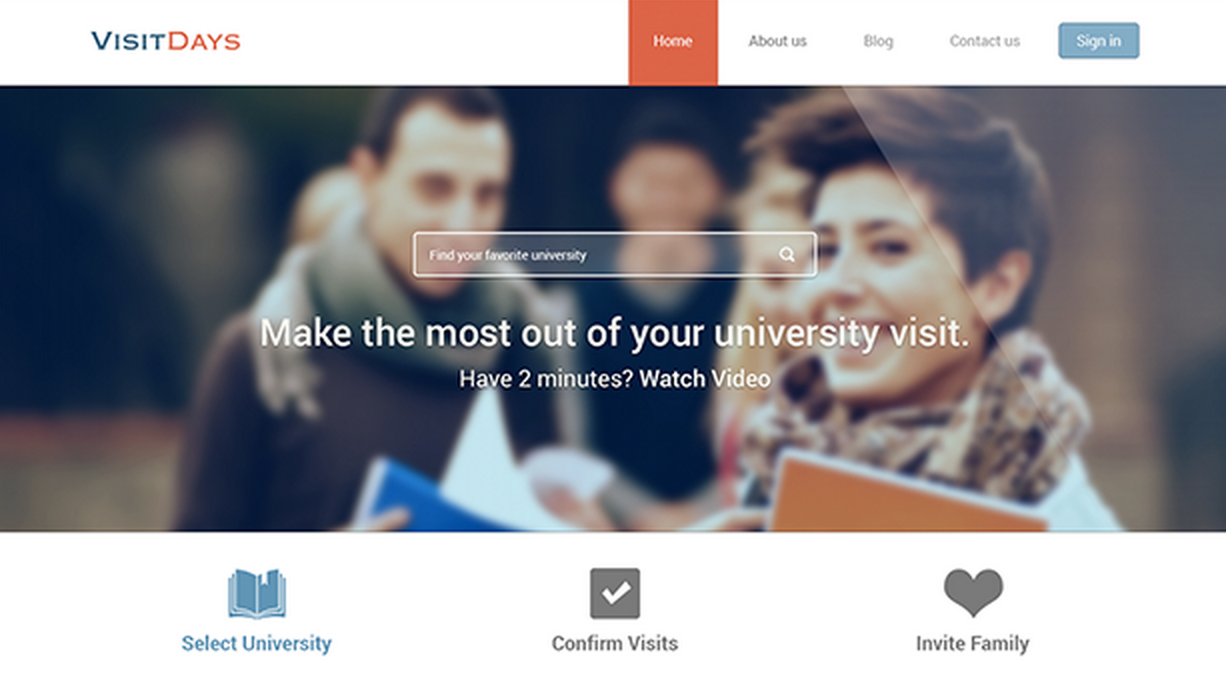 VISITDAYS
Home
About us
Blog
Contact us
Sign in
Find your favorite university
Make the most out of your university visit.
Have 2 minutes? Watch Video
Select University
Confirm Visits
Invite Family